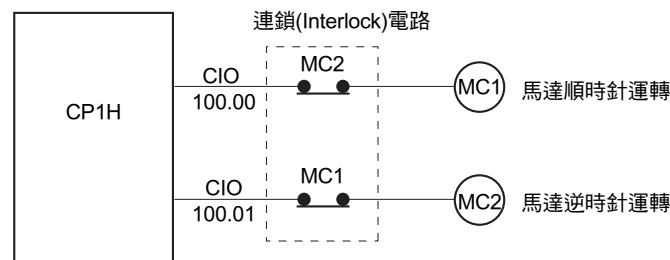 連鎖(Interlock)電路
CP1H
CIO
100.00
MC2
MC1
馬達順時針運轉
CIO
100.01
MC1
MC2
馬達逆時針運轉